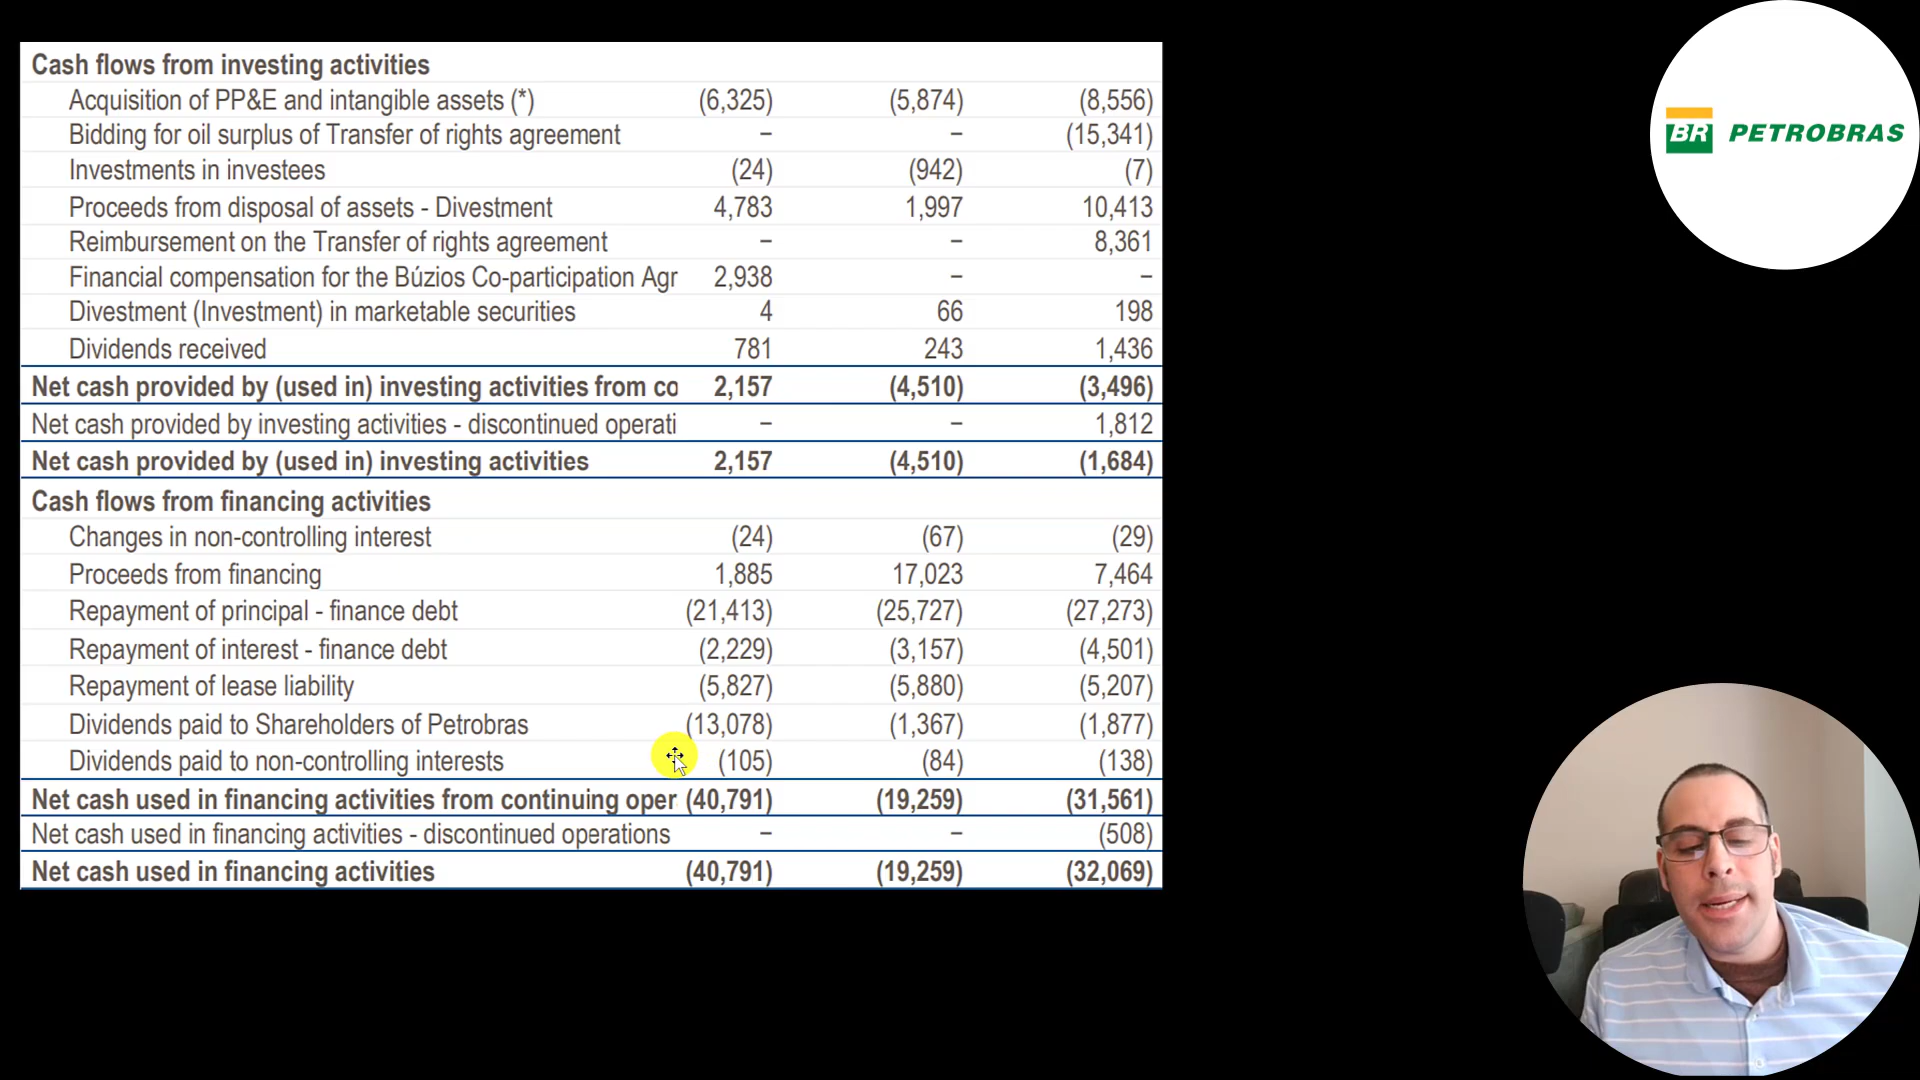 Cash flows from investing activities
Acquisition of PP&E and intangible assets (*) (6,325) (5,874) (8,556)
Bidding for oil surplus of Transfer of rights agreement – – (15,341)
Investments in investees (24) (942) (7)
Proceeds from disposal of assets - Divestment 4,783 1,997 10,413
Reimbursement on the Transfer of rights agreement – – 8,361
Financial compensation for the Búzios Co-participation Agr 2,938 – –
Divestment (Investment) in marketable securities 4 66 198
Dividends received 781 243 1,436
Net cash provided by (used in) investing activities from co 2,157 (4,510) (3,496)
Net cash provided by investing activities - discontinued operati – – 1,812
Net cash provided by (used in) investing activities 2,157 (4,510) (1,684)
Cash flows from financing activities
Changes in non-controlling interest (24) (67) (29)
Proceeds from financing 1,885 17,023 7,464
Repayment of principal - finance debt (21,413) (25,727) (27,273)
Repayment of interest - finance debt (2,229) (3,157) (4,501)
Repayment of lease liability (5,827) (5,880) (5,207)
Dividends paid to Shareholders of Petrobras (13,078) (1,367) (1,877)
Dividends paid to non-controlling interests (105) (84) (138)
Net cash used in financing activities from continuing oper (40,791) (19,259) (31,561)
Net cash used in financing activities - discontinued operations – – (508)
Net cash used in financing activities (40,791) (19,259) (32,069)
BR PETROBRAS